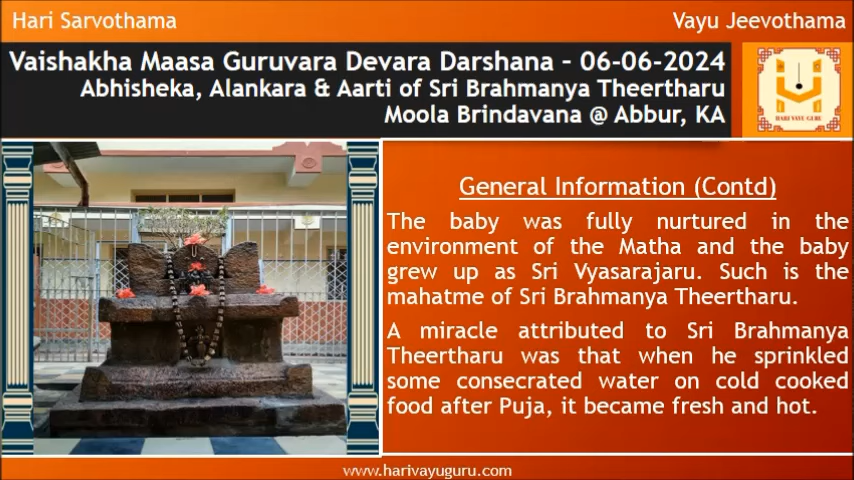 Hari Sarvothama
Vayu Jeevothama
Vaishakha Maasa Guruvara Devara Darshana – 06-06-2024
Abhisheka, Alankara & Aarti of Sri Brahmanya Theertharu
Moola Brindavana @ Abbur, KA
HARI VAYU GURU
General Information (Contd)
The baby was fully nurtured in the
environment of the Matha and the baby
grew up as Sri Vyasarajaru. Such is the
mahatme of Sri Brahmanya Theertharu.
A miracle attributed to Sri Brahmanya
Theertharu was that when he sprinkled
some consecrated water on cold cooked
food after Puja, it became fresh and hot.
www.harivayuguru.com